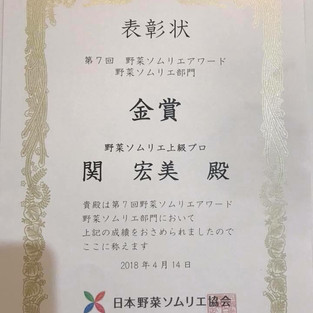 表彰状
第７回　野菜ソムリエアワード
野菜ソムリエ部門
金賞
野菜ソムリエ上級プロ
関　宏美　殿
貴殿は第７回野菜ソムリエアワード
野菜ソムリエ部門において
上記の成績をおさめられましたので
ここに称えます
2018年4月14日
日本野菜ソムリエ協会